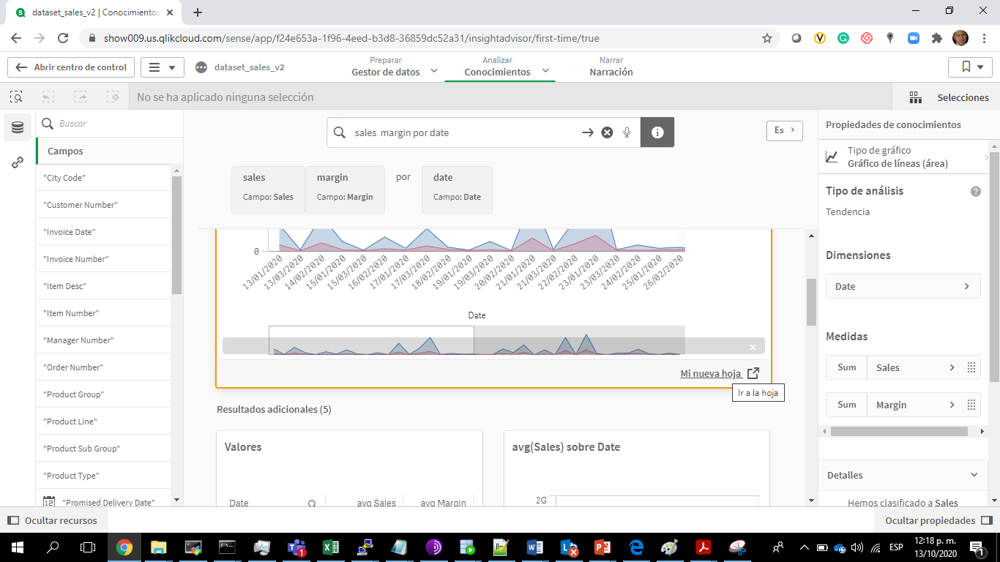 dataset_sales_v2 | Conocimientos
show009.us.qlikcloud.com/sense/app/f24e653a-1f96-4eed-b3d8-36859dc52a31/insightadvisor/first-time/true
Abrir centro de control
dataset_sales_v2
Preparar
Gestor de datos
Analizar
Conocimientos
Narrar
Narración
No se ha aplicado ninguna selección
Selecciones
Buscar
Campos
"City Code"
"Customer Number"
"Invoice Date"
"Invoice Number"
"Item Desc"
"Item Number"
"Manager Number"
"Order Number"
"Product Group"
"Product Line"
"Product Sub Group"
"Product Type"
"Promised Delivery Date"
sales margin por date
Es
sales
Campo: Sales
margin
Campo: Margin
por
date
Campo: Date
0
13/01/2020
13/03/2020
14/02/2020
15/01/2020
15/03/2020
16/02/2020
17/01/2020
17/03/2020
18/02/2020
19/01/2020
19/03/2020
20/02/2020
21/01/2020
21/03/2020
22/02/2020
23/01/2020
23/03/2020
24/02/2020
25/01/2020
26/02/2020
Date
Mi nueva hoja
Ir a la hoja
Resultados adicionales (5)
Valores
Date
avg Sales
avg Margin
avg(Sales) sobre Date
2G
Propiedades de conocimientos
Tipo de gráfico
Gráfico de líneas (área)
Tipo de análisis
Tendencia
Dimensiones
Date
Medidas
Sum
Sales
Sum
Margin
Detalles
Hemos clasificado a Sales
Ocultar recursos
Ocultar propiedades
ESP
12:18 p. m.
13/10/2020
1